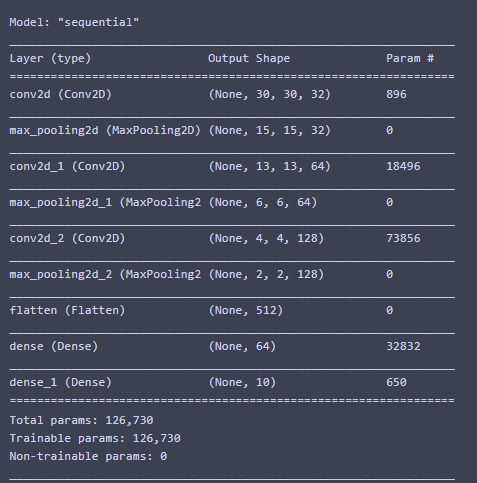 Model: "sequential"
_________________________________________________________________
Layer (type)                 Output Shape              Param #
=================================================================
conv2d (Conv2D)              (None, 30, 30, 32)        896
_________________________________________________________________
max_pooling2d (MaxPooling2D) (None, 15, 15, 32)        0
_________________________________________________________________
conv2d_1 (Conv2D)            (None, 13, 13, 64)        18496
_________________________________________________________________
max_pooling2d_1 (MaxPooling2 (None, 6, 6, 64)          0
_________________________________________________________________
conv2d_2 (Conv2D)            (None, 4, 4, 128)         73856
_________________________________________________________________
max_pooling2d_2 (MaxPooling2 (None, 2, 2, 128)         0
_________________________________________________________________
flatten (Flatten)            (None, 512)               0
_________________________________________________________________
dense (Dense)                (None, 64)                32832
_________________________________________________________________
dense_1 (Dense)              (None, 10)                650
=================================================================
Total params: 126,730
Trainable params: 126,730
Non-trainable params: 0
_________________________________________________________________